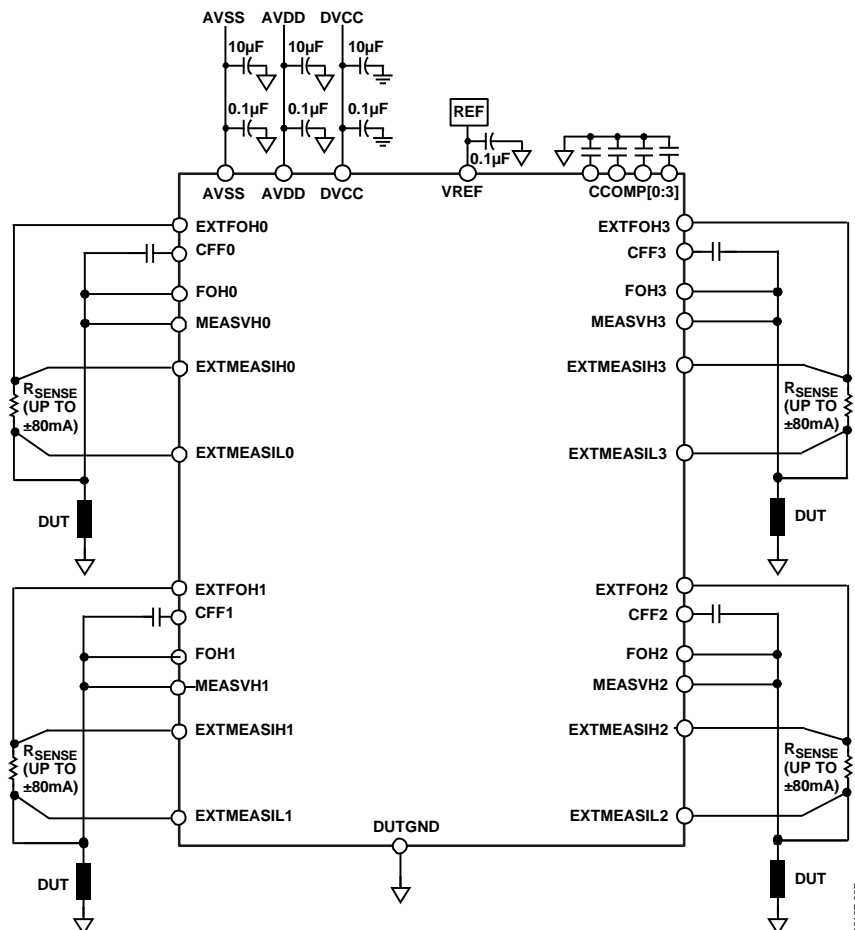 AVSS AVDD DVCC
10µF 10µF 10µF
0.1µF 0.1µF 0.1µF
REF
0.1µF
AVSS AVDD DVCC VREF CCOMP[0:3]
EXTFOH0
CFF0
FOH0
MEASVH0
EXTMEASIH0
RSENSE
(UP TO
±80mA)
EXTMEASIL0
DUT
EXTFOH3
CFF3
FOH3
MEASVH3
EXTMEASIH3
RSENSE
(UP TO
±80mA)
EXTMEASIL3
DUT
EXTFOH1
CFF1
FOH1
MEASVH1
EXTMEASIH1
RSENSE
(UP TO
±80mA)
EXTMEASIL1
DUT
EXTFOH2
CFF2
FOH2
MEASVH2
EXTMEASIH2
RSENSE
(UP TO
±80mA)
EXTMEASIL2
DUT
DUTGND